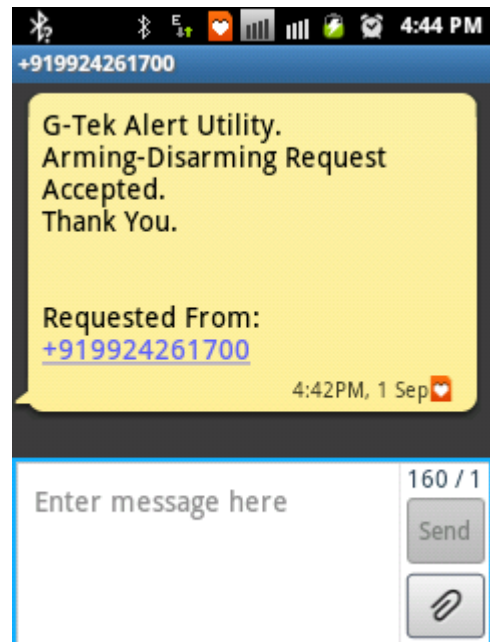 4:44 PM
+919924261700
G-Tek Alert Utility.
Arming-Disarming Request
Accepted.
Thank You.
Requested From:
+919924261700
4:42PM, 1 Sep
Enter message here
160 / 1
Send